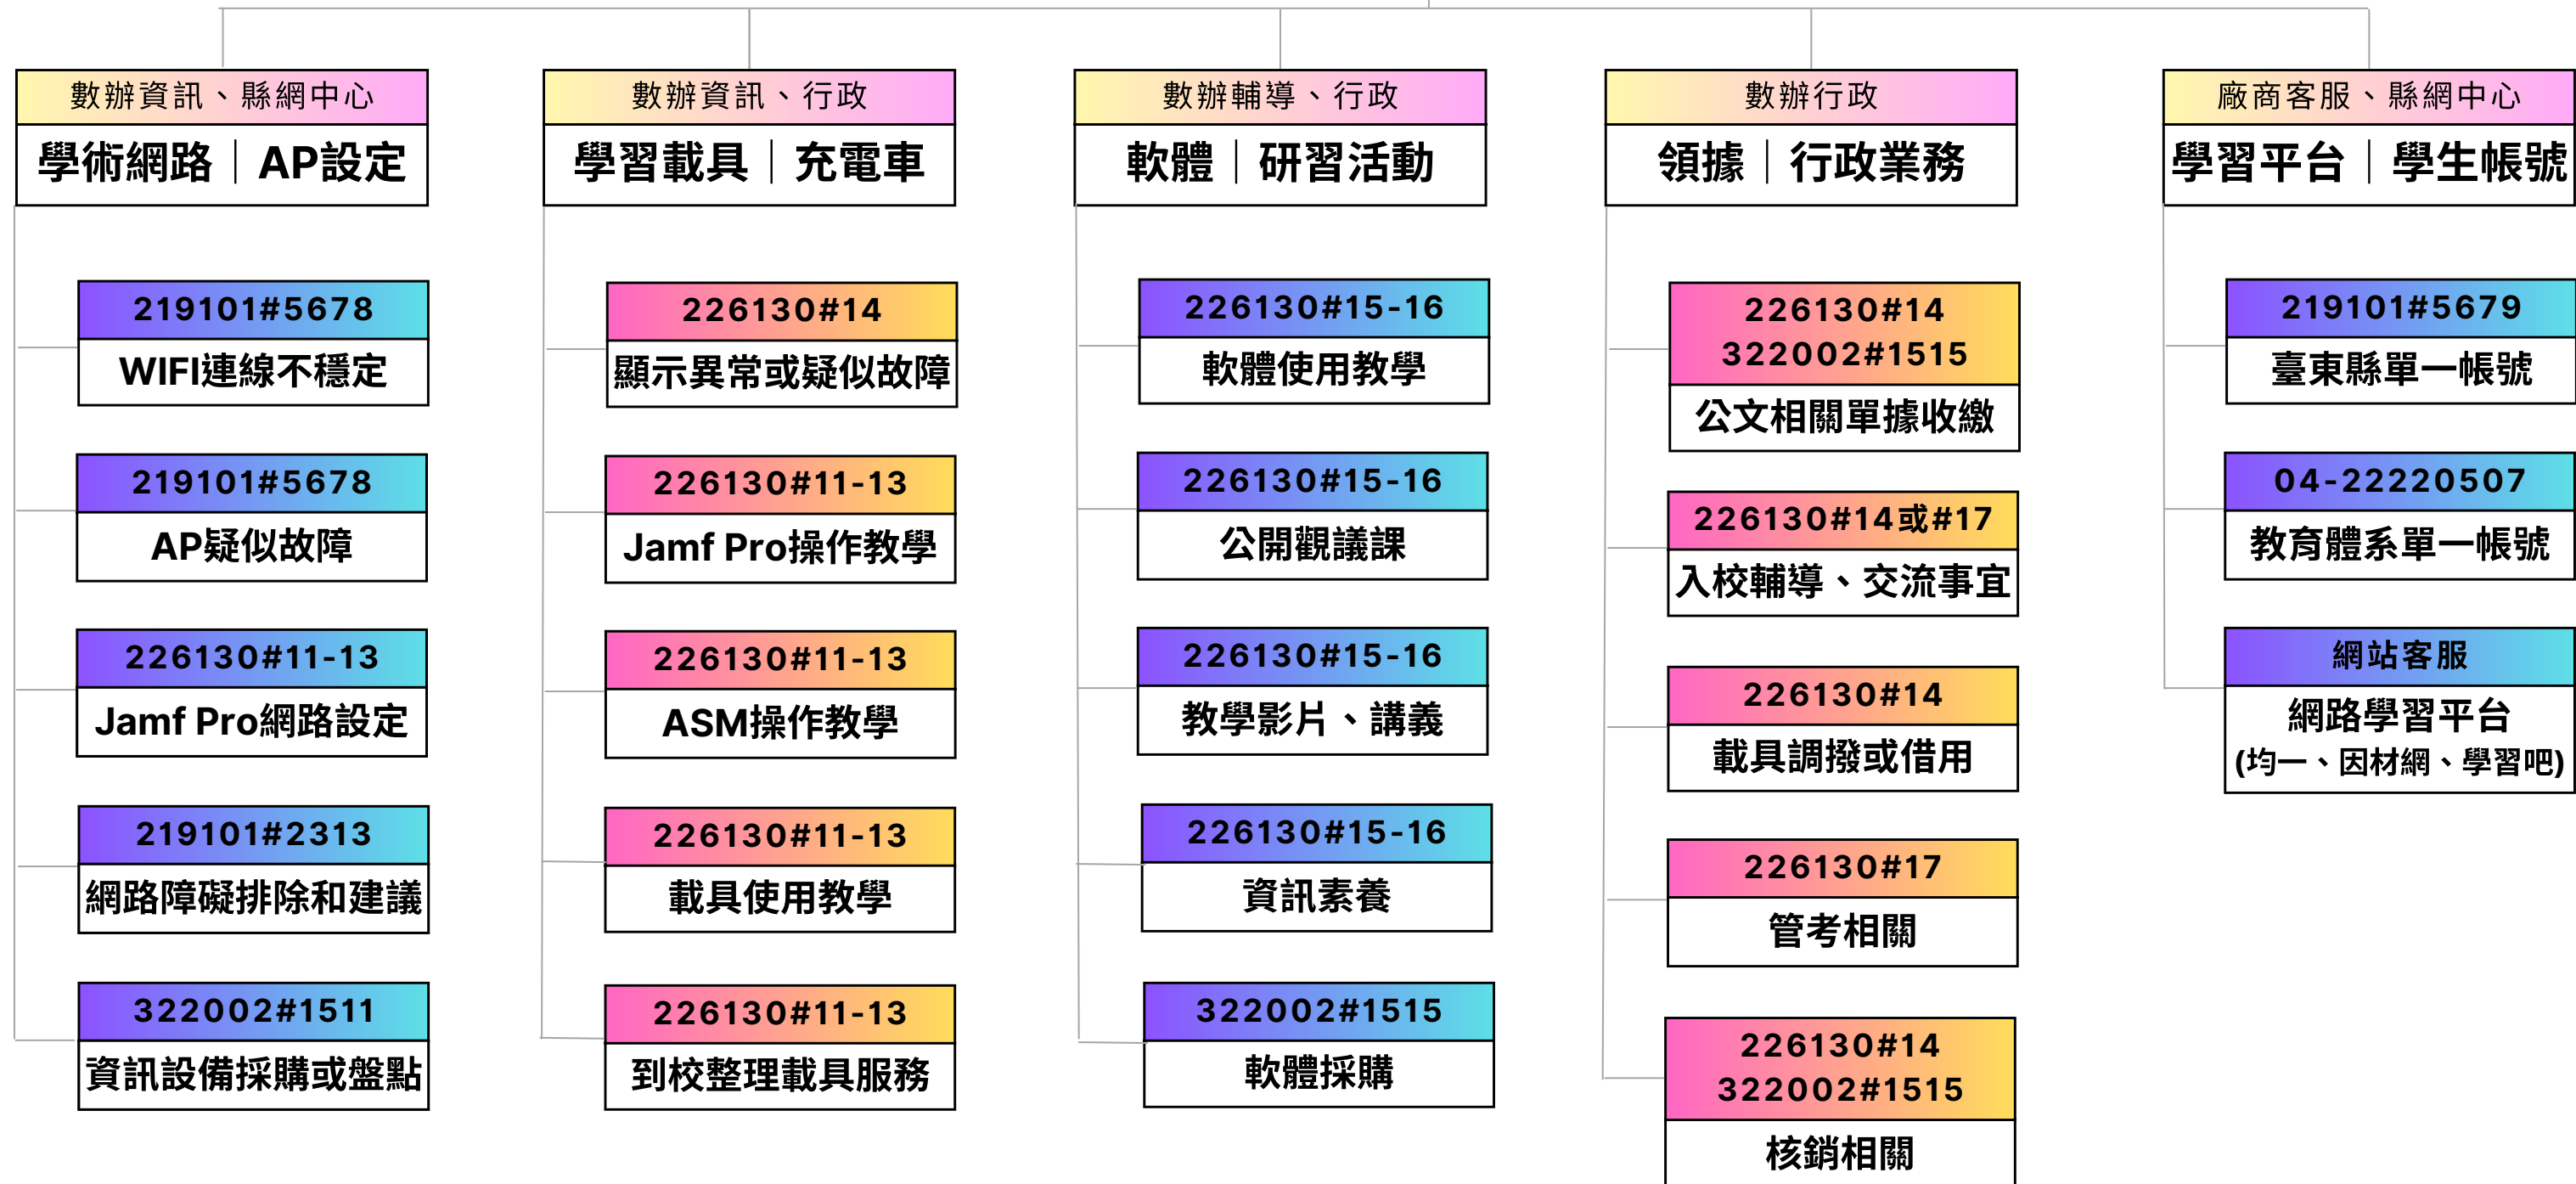 數辦資訊、縣網中心
學術網路｜AP設定
219101#5678
WIFI連線不穩定
219101#5678
AP疑似故障
226130#11-13
Jamf Pro網路設定
219101#2313
網路障礙排除和建議
322002#1511
資訊設備採購或盤點
數辦資訊、行政
學習載具｜充電車
226130#14
顯示異常或疑似故障
226130#11-13
Jamf Pro操作教學
226130#11-13
ASM操作教學
226130#11-13
載具使用教學
226130#11-13
到校整理載具服務
數辦輔導、行政
軟體｜研習活動
226130#15-16
軟體使用教學
226130#15-16
公開觀議課
226130#15-16
教學影片、講義
226130#15-16
資訊素養
322002#1515
軟體採購
數辦行政
領據｜行政業務
226130#14
322002#1515
公文相關單據收繳
226130#14或#17
入校輔導、交流事宜
226130#14
載具調撥或借用
226130#17
管考相關
226130#14
322002#1515
核銷相關
廠商客服、縣網中心
學習平台｜學生帳號
219101#5679
臺東縣單一帳號
04-22220507
教育體系單一帳號
網站客服
網路學習平台
(均一、因材網、學習吧)